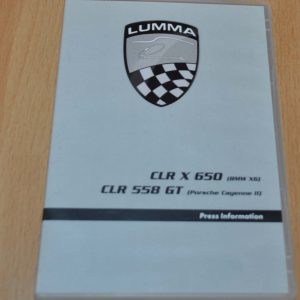 LUMMA
CLR X 650 (BMW X6)
CLR 558 GT (Porsche Cayenne II)
Press Information